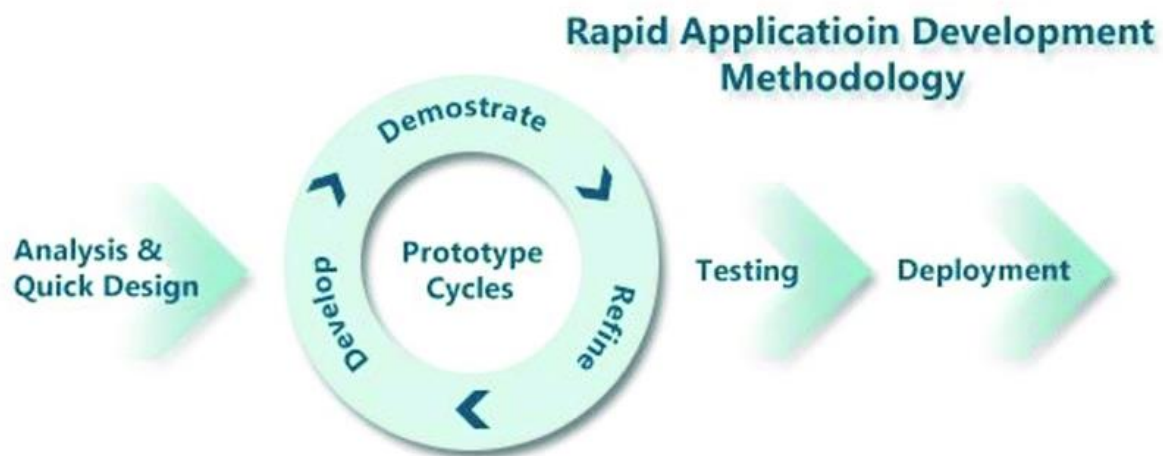 Rapid Applicatioin Development
Methodology
Demostrate
Analysis &
Quick Design
Develop
Prototype
Cycles
Refine
Testing
Deployment